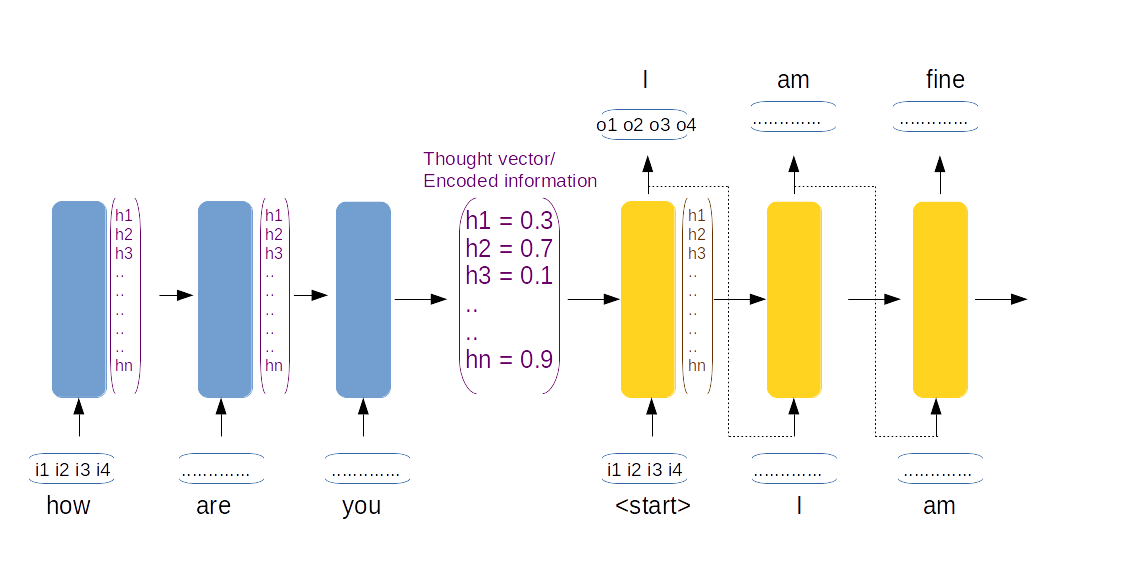 I am fine
o1 o2 o3 o4 ............. .............
Thought vector/
Encoded information
h1
h2
h3
..
..
..
..
..
hn
h1
h2
h3
..
..
..
..
..
hn
h1 = 0.3
h2 = 0.7
h3 = 0.1
..
..
hn = 0.9
h1
h2
h3
..
..
..
..
..
hn
i1 i2 i3 i4 ............. ............. i1 i2 i3 i4 ............. .............
how are you <start> I am